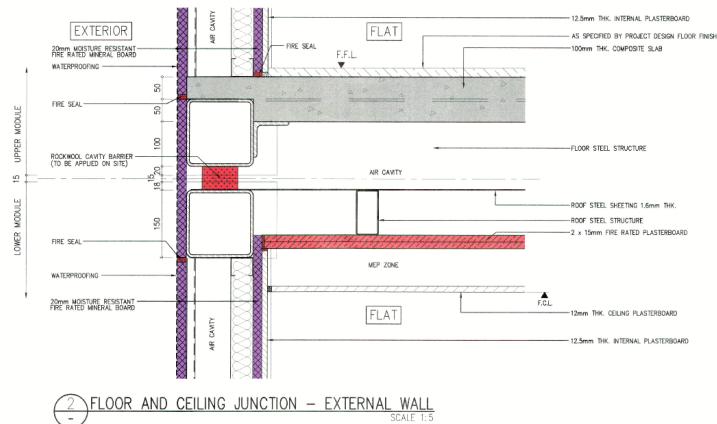 EXTERIOR
AIR CAVITY
FLAT
12.5mm THK. INTERNAL PLASTERBOARD
AS SPECIFIED BY PROJECT DESIGN FLOOR FINISH
20mm MOISTURE RESISTANT
FIRE RATED MINERAL BOARD
FIRE SEAL
100mm THK. COMPOSITE SLAB
WATERPROOFING
F.F.L.
50
FIRE SEAL
50
UPPER MODULE
100
FLOOR STEEL STRUCTURE
ROCKWOOL CAVITY BARRIER
(TO BE APPLIED ON SITE)
20
AIR CAVITY
15
15
18
ROOF STEEL SHEETING 1.6mm THK.
LOWER MODULE
150
ROOF STEEL STRUCTURE
2 x 15mm FIRE RATED PLASTERBOARD
FIRE SEAL
MEP ZONE
WATERPROOFING
20mm MOISTURE RESISTANT
FIRE RATED MINERAL BOARD
F.C.L.
12mm THK. CEILING PLASTERBOARD
FLAT
AIR CAVITY
12.5mm THK. INTERNAL PLASTERBOARD
2
-
FLOOR AND CEILING JUNCTION - EXTERNAL WALL
SCALE 1:5